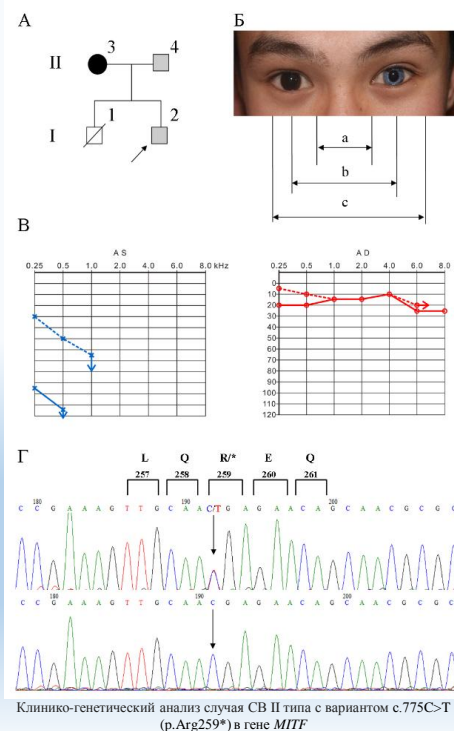 А
II
3
4
I
1
2
Б
a
b
c
В
A S
0.25 0.5 1.0 2.0 4.0 6.0 8.0 kHz
A D
0.25 0.5 1.0 2.0 4.0 6.0 8.0
0
10
20
30
40
50
60
70
80
90
100
110
120
Г
L Q R/* E Q
257 258 259 260 261
180 190 200
C C G A A A G T T G C A A C/T G A G A A C A G C A A C G C G C
180 190 200
C C G A A A G T T G C A A C G A G A A C A G C A A C G C G C
Клинико-генетический анализ случая СВ II типа с вариантом c.775C>T
(p.Arg259*) в гене MITF